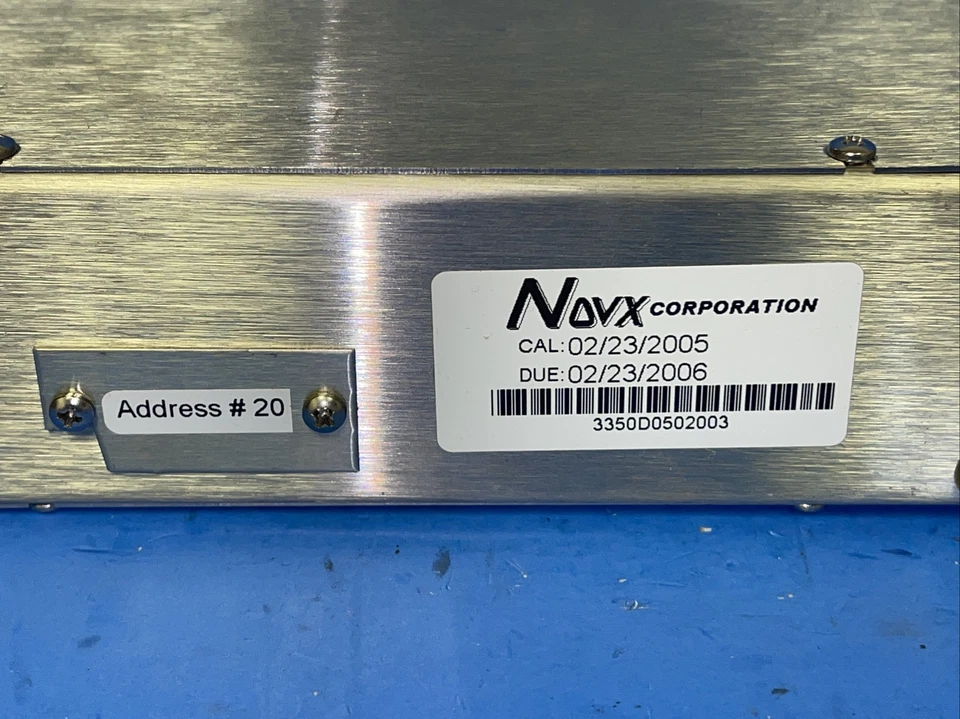 NOVX CORPORATION
CAL: 02/23/2005
DUE: 02/23/2006
3350D0502003
Address # 20